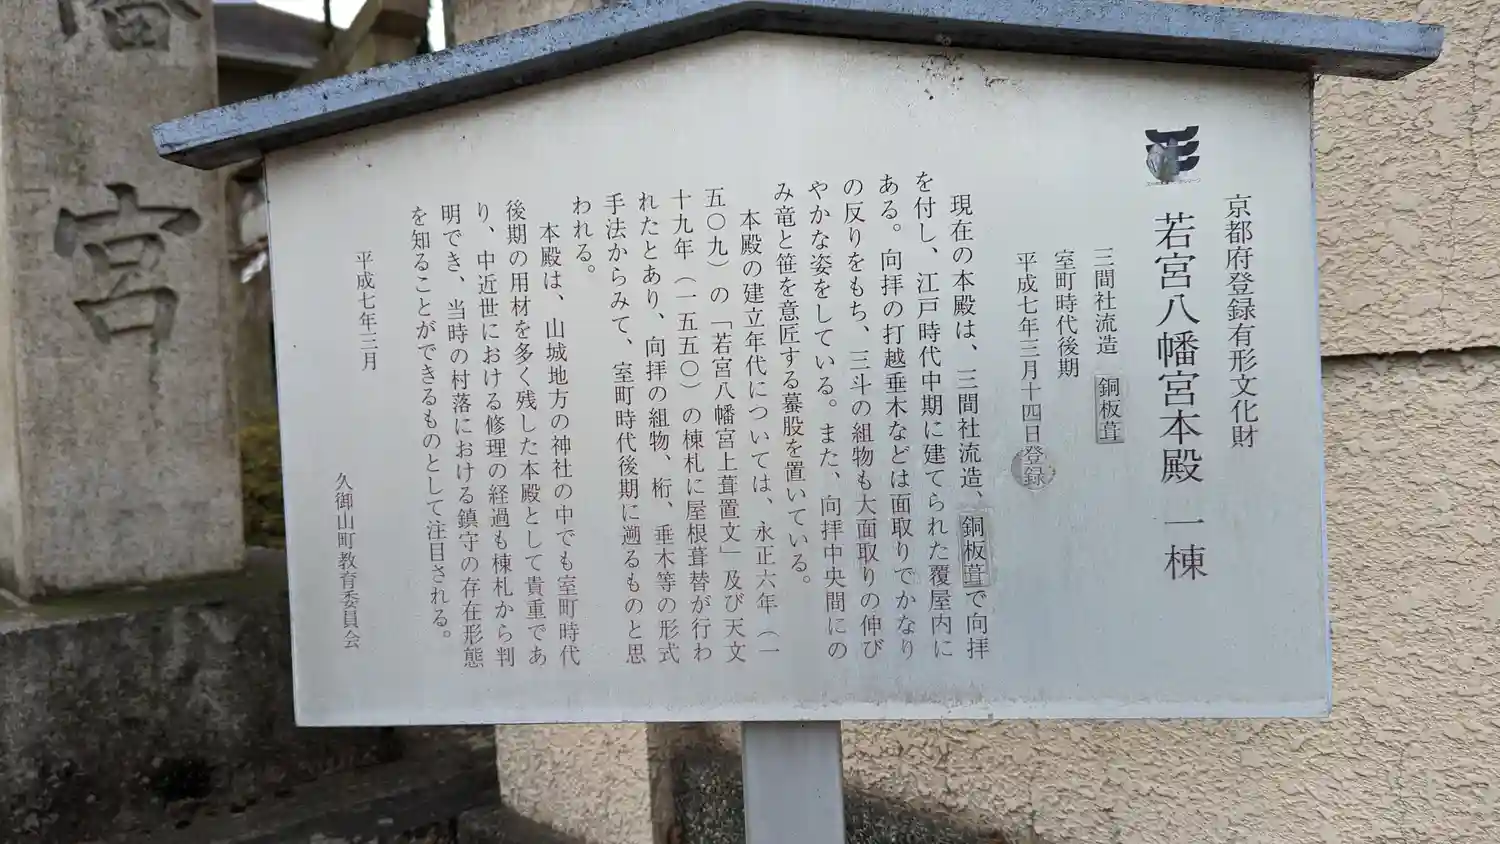 京都府登録有形文化財
若宮八幡宮本殿 一棟
三間社流造 銅板葺
室町時代後期
平成七年三月十四日登録
現在の本殿は、三間社流造、銅板葺で向拝
を付し、江戸時代中期に建てられた覆屋内に
ある。向拝の打越垂木などは面取りでかなり
の反りをもち、三斗の組物も大面取りの伸び
やかな姿をしている。また、向拝中央間にの
み竜と笹を意匠する蟇股を置いている。
本殿の建立年代については、永正六年（一
五〇九）の「若宮八幡宮上葺置文」及び天文
十九年（一五五〇）の棟札に屋根葺替が行わ
れたとあり、向拝の組物、桁、垂木等の形式
手法からみて、室町時代後期に遡るものと思
われる。
本殿は、山城地方の神社の中でも室町時代
後期の用材を多く残した本殿として貴重であ
り、中近世における修理の経過も棟札から判
明でき、当時の村落における鎮守の存在形態
を知ることができるものとして注目される。
平成七年三月
久御山町教育委員会
幡宮